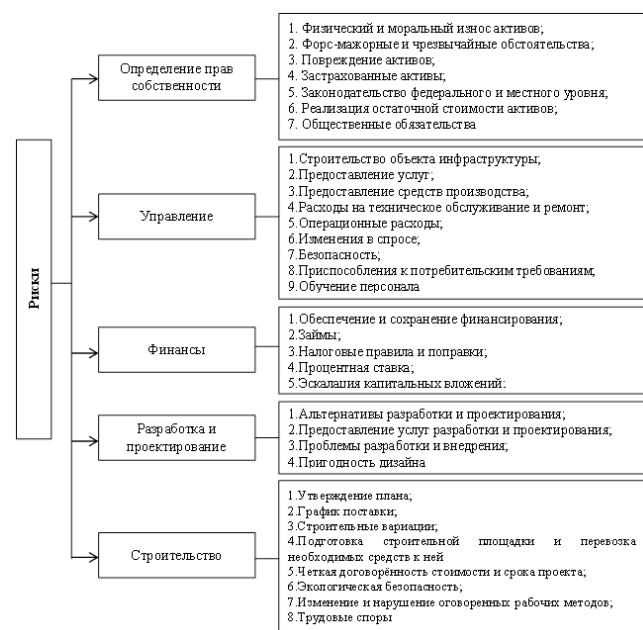 Риски
Определение прав
собственности
1. Физический и моральный износ активов;
2. Форс-мажорные и чрезвычайные обстоятельства;
3. Повреждение активов;
4. Застрахованные активы;
5. Законодательство федерального и местного уровня;
6. Реализация остаточной стоимости активов;
7. Общественные обязательства
Управление
1.Строительство объекта инфраструктуры;
2.Предоставление услуг;
3.Предоставление средств производства;
4.Расходы на техническое обслуживание и ремонт;
5.Операционные расходы;
6.Изменения в спросе;
7.Безопасность;
8.Приспособления к потребительским требованиям;
9.Обучение персонала
Финансы
1.Обеспечение и сохранение финансирования;
2.Займы;
3.Налоговые правила и поправки;
4.Процентная ставка;
5.Эскалация капитальных вложений:
Разработка и
проектирование
1.Альтернативы разработки и проектирования;
2.Предоставление услуг разработки и проектирования;
3.Проблемы разработки и внедрения;
4.Пригодность дизайна
Строительство
1.Утверждение плана;
2.График поставки;
3.Строительные вариации;
4.Подготовка строительной площадки и перевозка
необходимых средств к ней
5.Четкая договорённость стоимости и срока проекта;
6.Экологическая безопасность;
7.Изменение и нарушение оговоренных рабочих методов;
8.Трудовые споры